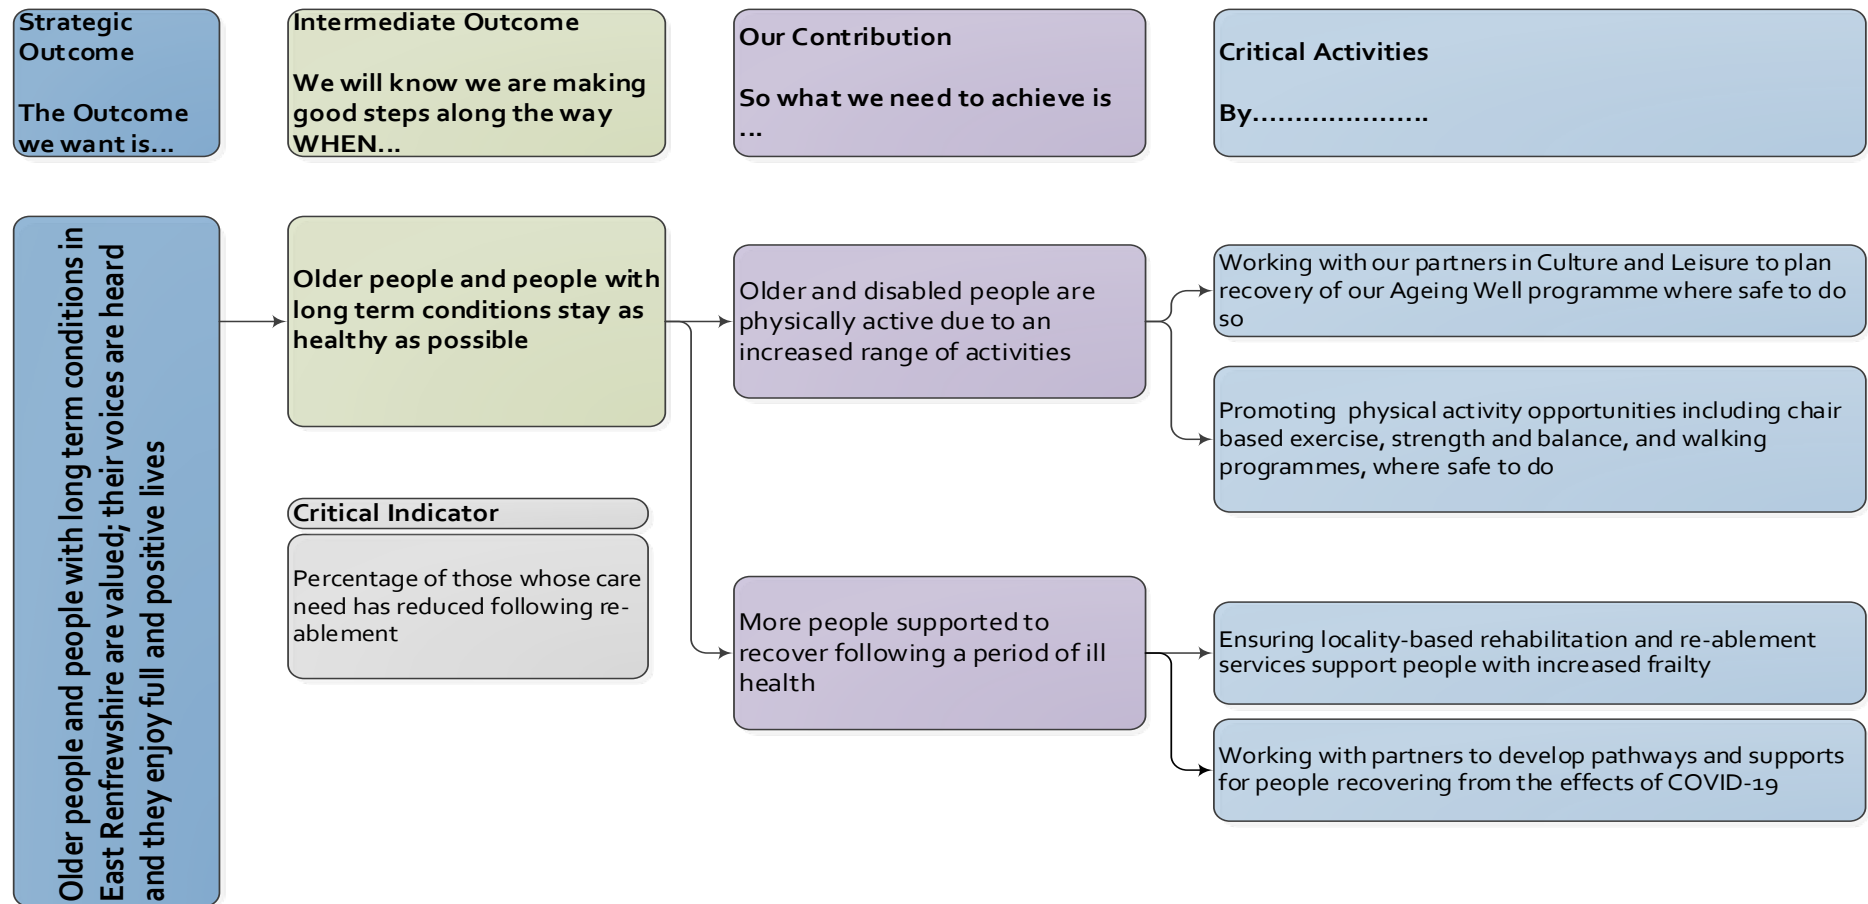 Strategic
Outcome
The Outcome
we want is...
Intermediate Outcome
We will know we are making
good steps along the way
WHEN...
Our Contribution
So what we need to achieve is
...
Critical Activities
By.....................
Older people and people with long term conditions in
East Renfrewshire are valued; their voices are heard
and they enjoy full and positive lives
Older people and people with
long term conditions stay as
healthy as possible
Critical Indicator
Percentage of those whose care
need has reduced following re-
ablement
Older and disabled people are
physically active due to an
increased range of activities
More people supported to
recover following a period of ill
health
Working with our partners in Culture and Leisure to plan
recovery of our Ageing Well programme where safe to do
so
Promoting physical activity opportunities including chair
based exercise, strength and balance, and walking
programmes, where safe to do
Ensuring locality-based rehabilitation and re-ablement
services support people with increased frailty
Working with partners to develop pathways and supports
for people recovering from the effects of COVID-19